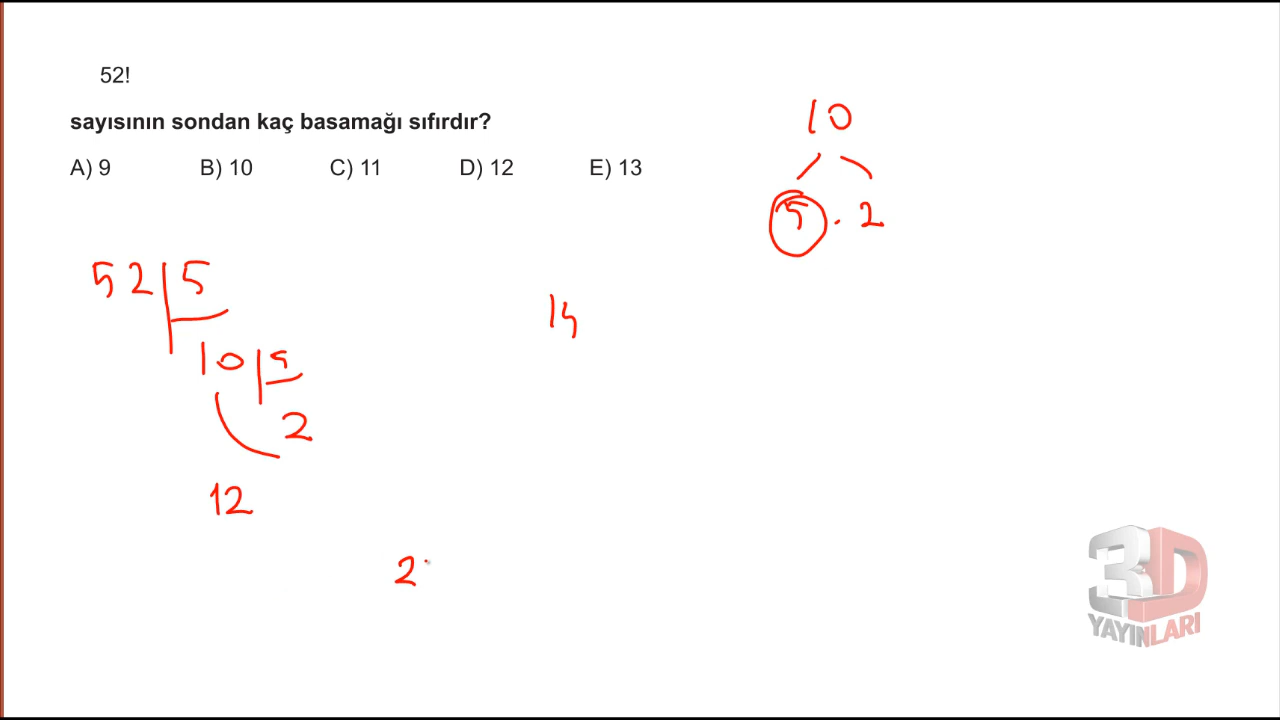 52!
sayısının sondan kaç basamağı sıfırdır?
A) 9 B) 10 C) 11 D) 12 E) 13
10
5 . 2
52 5
10 5
2
12
2
3D
YAYINLARI